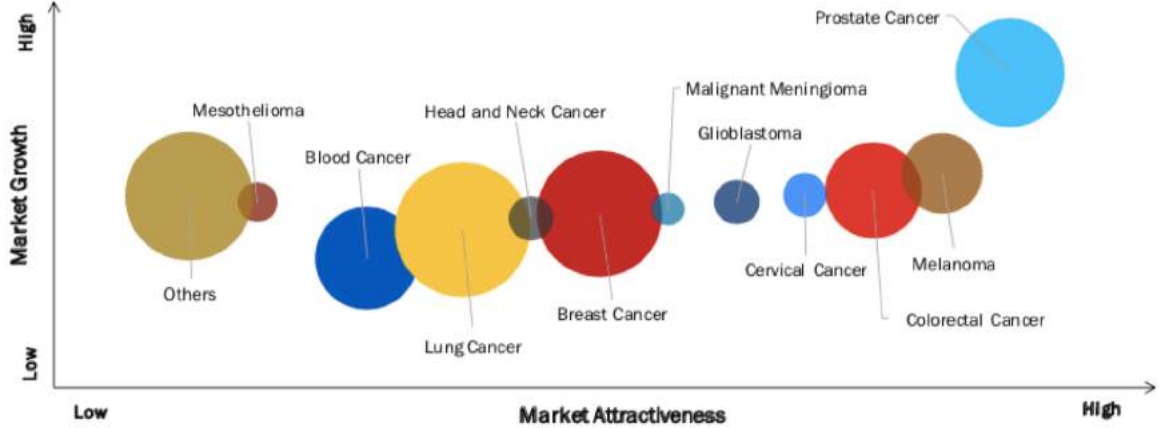 High
Prostate Cancer
Malignant Meningioma
Mesothelioma
Head and Neck Cancer
Glioblastoma
Blood Cancer
Market Growth
Cervical Cancer
Melanoma
Others
Breast Cancer
Colorectal Cancer
Lung Cancer
Low
Low
Market Attractiveness
High